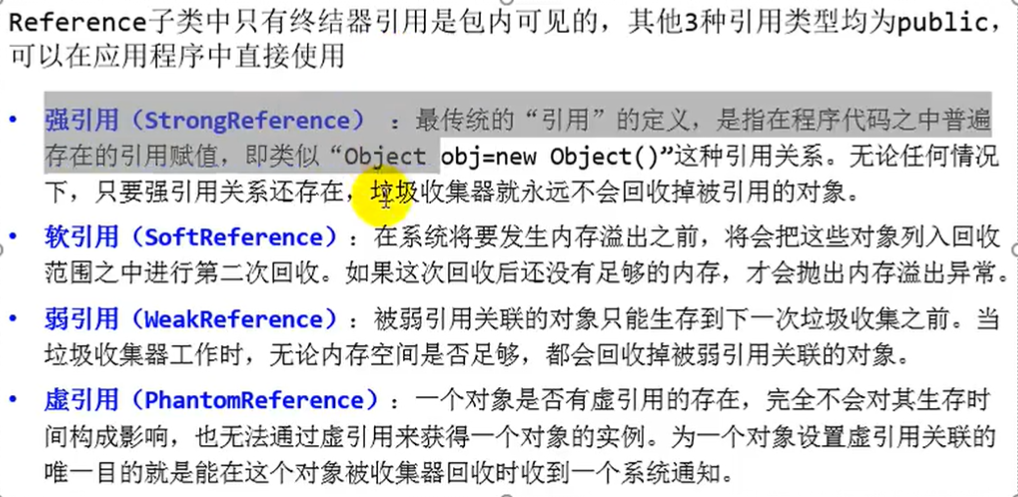 Reference子类中只有终结器引用是包内可见的，其他3种引用类型均为public，
可以在应用程序中直接使用
• 强引用（StrongReference）：最传统的“引用”的定义，是指在程序代码之中普遍
存在的引用赋值，即类似“Object obj=new Object()”这种引用关系。无论任何情况
下，只要强引用关系还存在，垃圾收集器就永远不会回收掉被引用的对象。
• 软引用（SoftReference）：在系统将要发生内存溢出之前，将会把这些对象列入回收
范围之中进行第二次回收。如果这次回收后还没有足够的内存，才会抛出内存溢出异常。
• 弱引用（WeakReference）：被弱引用关联的对象只能生存到下一次垃圾收集之前。当
垃圾收集器工作时，无论内存空间是否足够，都会回收掉被弱引用关联的对象。
• 虚引用（PhantomReference）：一个对象是否有虚引用的存在，完全不会对其生存时
间构成影响，也无法通过虚引用来获得一个对象的实例。为一个对象设置虚引用关联的
唯一目的就是能在这个对象被收集器回收时收到一个系统通知。